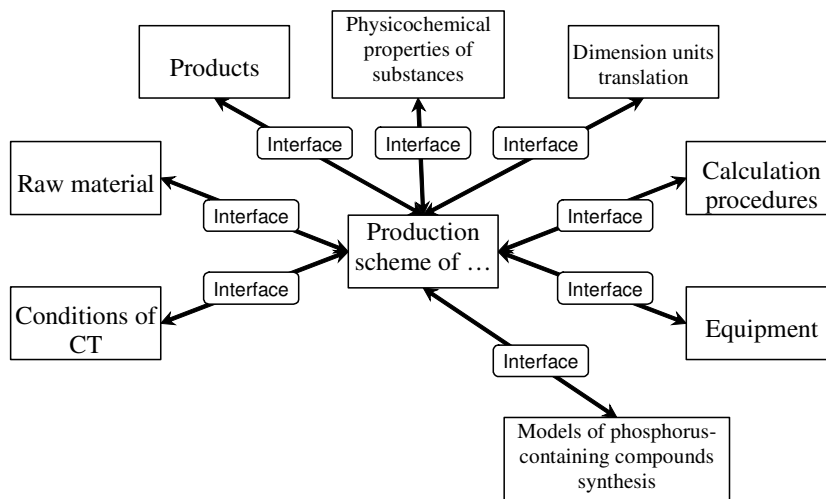 Products
Physicochemical
properties of
substances
Dimension units
translation
Interface
Interface
Interface
Raw material
Calculation
procedures
Interface
Interface
Production
scheme of …
Conditions of
CT
Interface
Interface
Equipment
Interface
Models of phosphorus-
containing compounds
synthesis